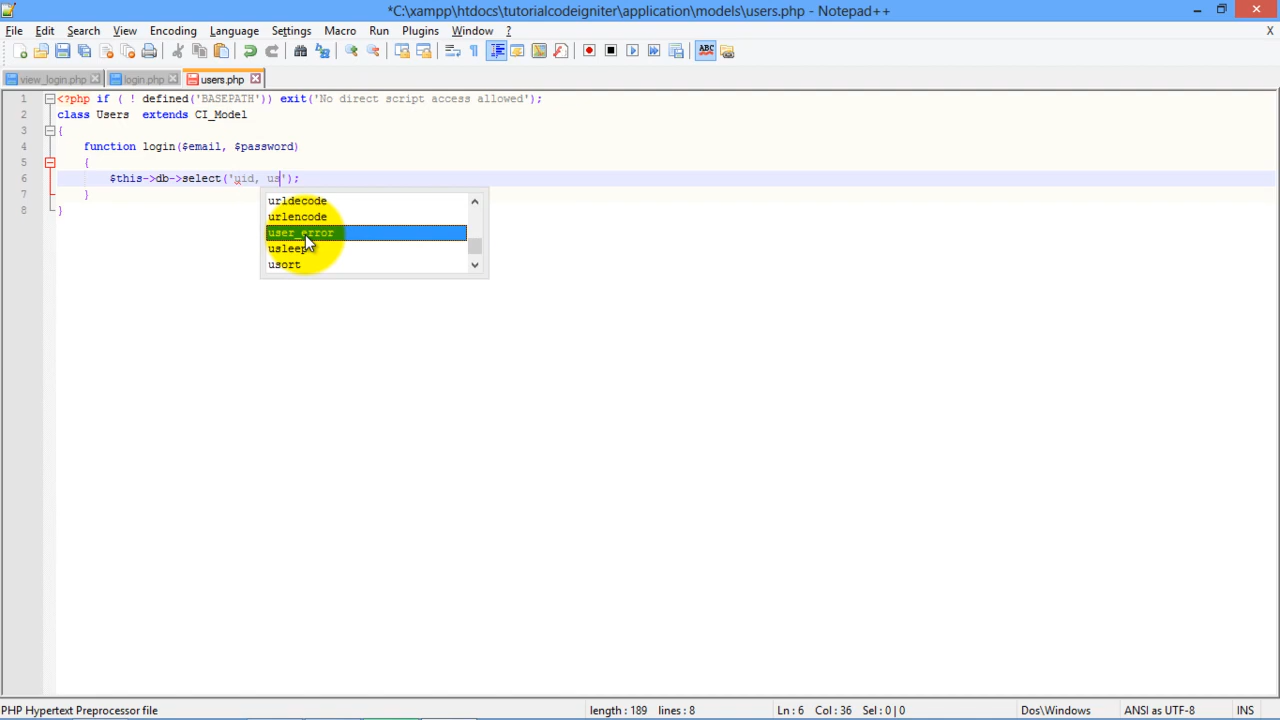 *C:\xampp\htdocs\tutorialcodeigniter\application\models\users.php - Notepad++
File Edit Search View Encoding Language Settings Macro Run Plugins Window ? X
ABC
view_login.php login.php users.php
1 <?php if ( ! defined('BASEPATH')) exit('No direct script access allowed');
2 class Users  extends CI_Model
3 {
4 function login($email, $password)
5 {
6 $this->db->select('uid, us');
7 }
8 }
urldecode
urlencode
user_error
usleep
usort
PHP Hypertext Preprocessor file length : 189 lines : 8 Ln : 6 Col : 36 Sel : 0 | 0 Dos\Windows ANSI as UTF-8 INS